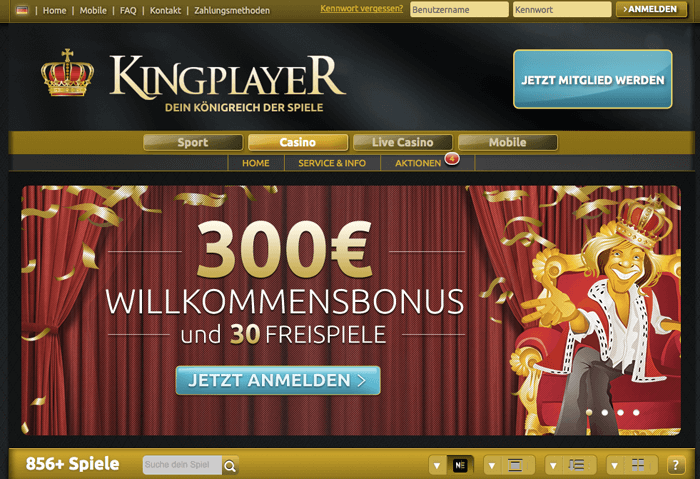 Home | Mobile | FAQ | Kontakt | Zahlungsmethoden
Kennwort vergessen?
Benutzername
Kennwort
ANMELDEN
KINGPLAYER
DEIN KÖNIGREICH DER SPIELE
JETZT MITGLIED WERDEN
Sport
Casino
Live Casino
Mobile
HOME
SERVICE & INFO
AKTIONEN
4
300€
WILLKOMMENSBONUS
und 30 FREISPIELE
JETZT ANMELDEN >
856+ Spiele
Suche dein Spiel
?